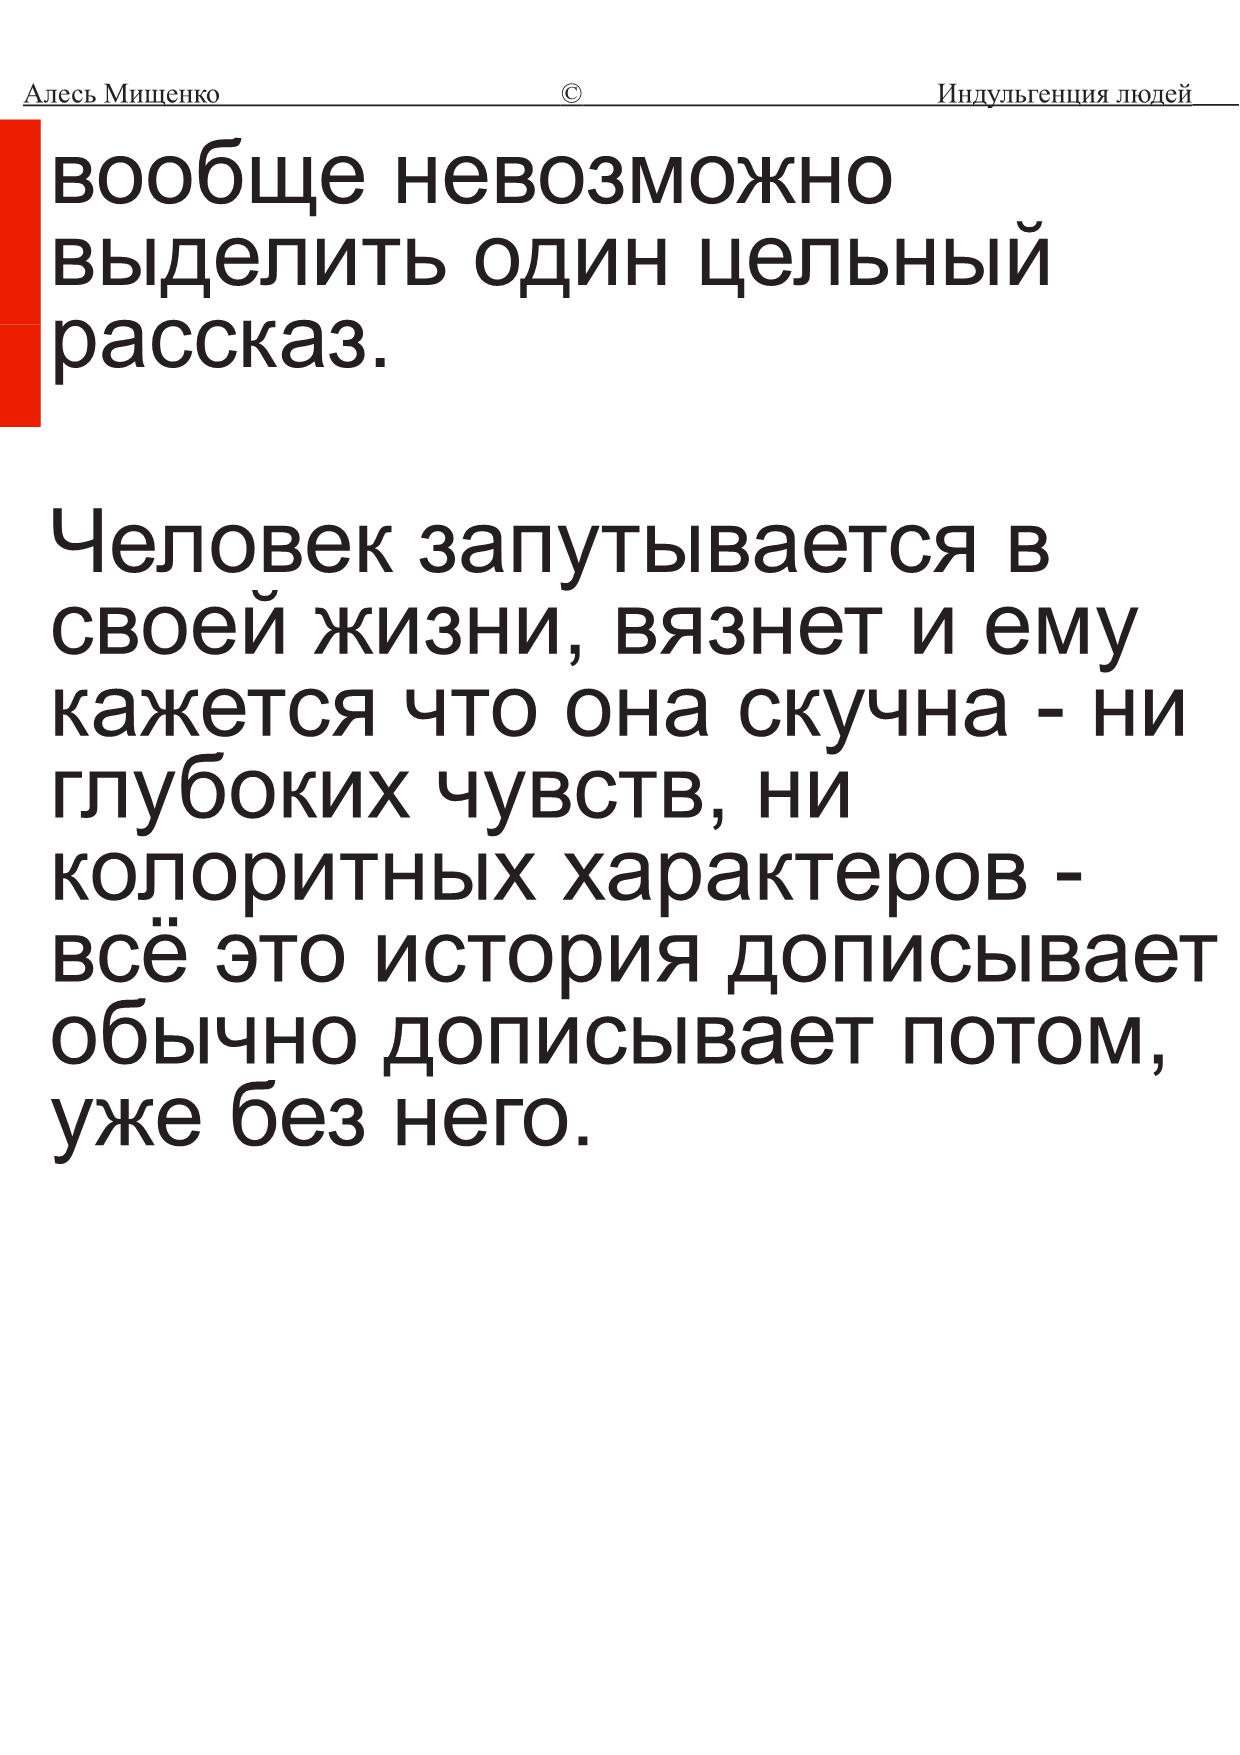 Алесь Мищенко © Индульгенция людей
вообще невозможно
выделить один цельный
рассказ.
Человек запутывается в
своей жизни, вязнет и ему
кажется что она скучна - ни
глубоких чувств, ни
колоритных характеров -
всё это история дописывает
обычно дописывает потом,
уже без него.